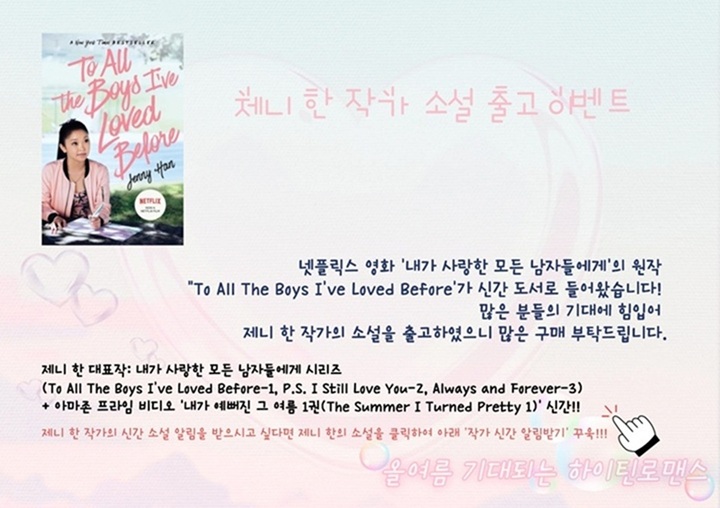 A New York Times BESTSELLER
To All
the Boys I've
Loved
Before
Jenny Han
NETFLIX
제니 한 작가 소설 출고 이벤트
넷플릭스 영화 '내가 사랑한 모든 남자들에게'의 원작
"To All The Boys I've Loved Before'가 신간 도서로 들어왔습니다!
많은 분들의 기대에 힘입어
제니 한 작가의 소설을 출고하였으니 많은 구매 부탁드립니다.
제니 한 대표작: 내가 사랑한 모든 남자들에게 시리즈
(To All The Boys I've Loved Before-1, P.S. I Still Love You-2, Always and Forever-3)
+ 아마존 프라임 비디오 '내가 예뻐진 그 여름 1권(The Summer I Turned Pretty 1)' 신간!!
제니 한 작가의 신간 소설 알림을 받으시고 싶다면 제니 한의 소설을 클릭하여 아래 '작가 신간 알림받기' 꾸욱!!!
올여름 기대되는 하이틴로맨스